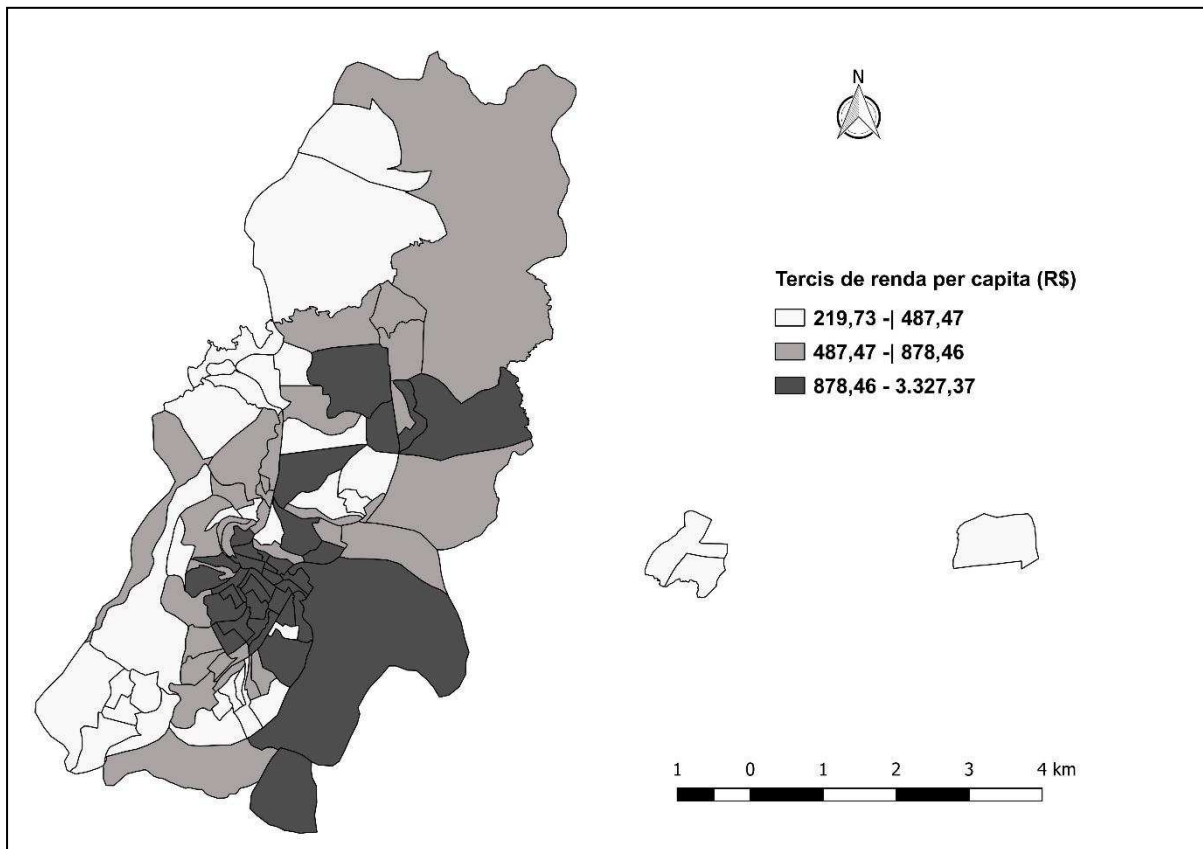 N
Tercis de renda per capita (R$)
219,73 -| 487,47
487,47 -| 878,46
878,46 - 3.327,37
1 0 1 2 3 4 km